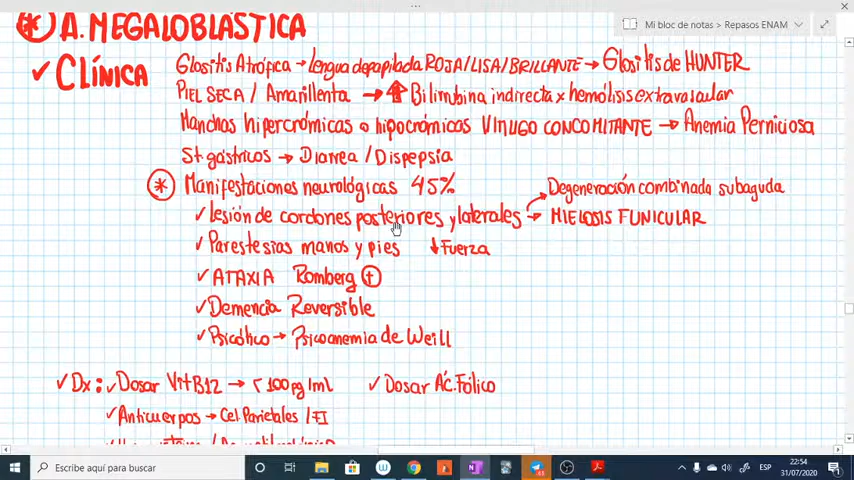 Mi bloc de notas > Repasos ENAM
* A. MEGALOBLÁSTICA
✓ CLÍNICA
Glositis Atrófica → Lengua depapilada ROJA/LISA/BRILLANTE → Glositis de HUNTER
PIEL SECA / Amarillenta → ↑ Bilirrubina indirecta x hemólisis extravascular
Manchas hipercrómicas o hipocrómicas VITILIGO CONCOMITANTE → Anemia Perniciosa
St gástricos → Diarrea / Dispepsia
* Manifestaciones neurológicas 45%
Degeneración combinada subaguda
✓ Lesión de cordones posteriores y laterales → MIELOSIS FUNICULAR
✓ Parestesias manos y pies ↓ Fuerza
✓ ATAXIA Romberg (+)
✓ Demencia Reversible
✓ Psicótico → Psicoanemia de Weill
✓ Dx: ✓ Dosar Vit B12 → < 100 pg/ml ✓ Dosar Ác. Fólico
✓ Anticuerpos → Cel Parietales / FI
Escribe aquí para buscar
ESP
22:54
31/07/2020